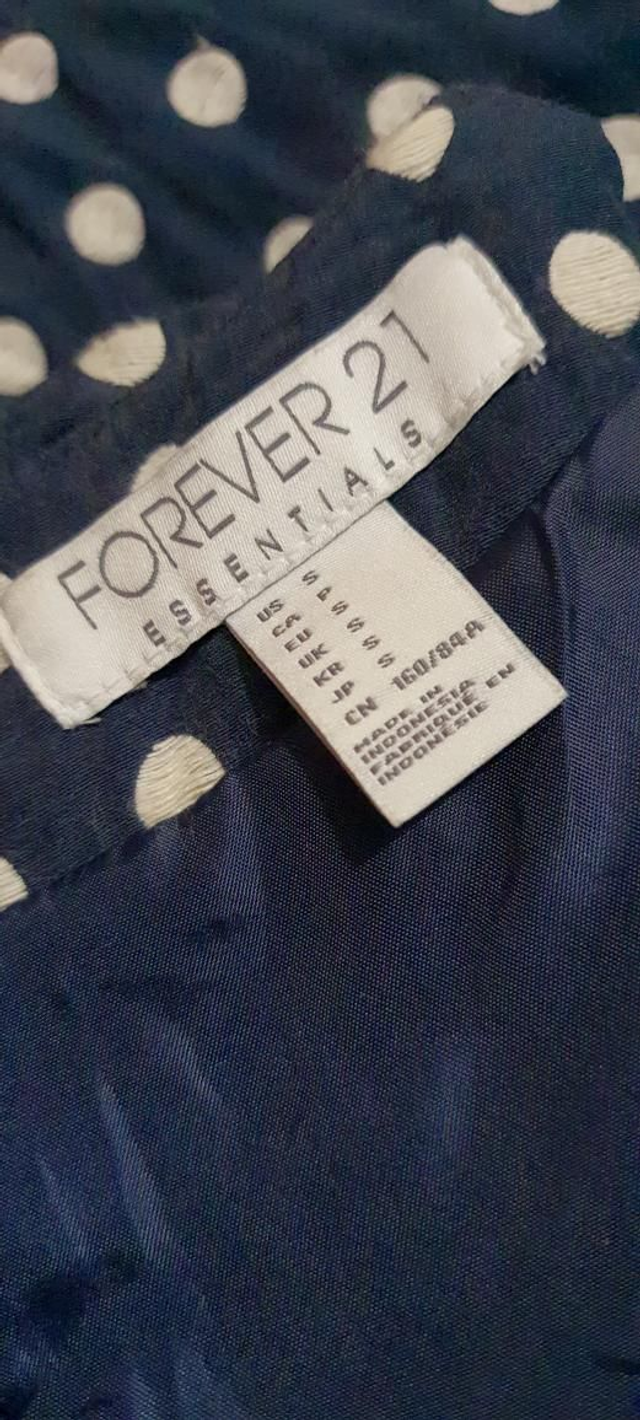 FOREVER 21
ESSENTIALS
US S
CA P
EU S
UK S
KR S
JP S
CN 160/84A
MADE IN
INDONESIA
FABRIQUÉ EN
INDONÉSIE